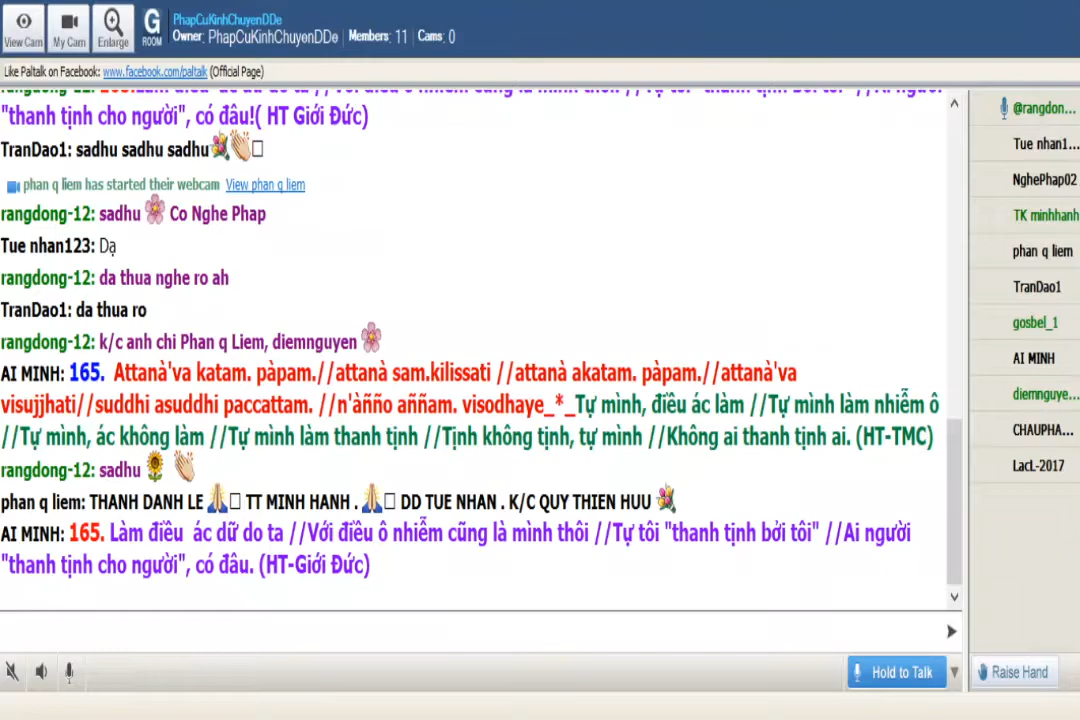 View Cam
My Cam
Enlarge
G
ROOM
PhapCuKinhChuyenDDe
Owner: PhapCuKinhChuyenDDe | Members: 11 | Cams: 0
Like Paltalk on Facebook: www.facebook.com/paltalk (Official Page)
"thanh tịnh cho người", có đâu!( HT Giới Đức)
TranDao1: sadhu sadhu sadhu
phan q liem has started their webcam View phan q liem
rangdong-12: sadhu Co Nghe Phap
Tue nhan123: Dạ
rangdong-12: da thua nghe ro ah
TranDao1: da thua ro
rangdong-12: k/c anh chi Phan q Liem, diemnguyen
AI MINH: 165. Attanà'va katam. pàpam.//attanà sam.kilissati //attanà akatam. pàpam.//attanà'va
visujjhati//suddhi asuddhi paccattam. //n'àñño aññam. visodhaye_*_Tự mình, điều ác làm //Tự mình làm nhiễm ô
//Tự mình, ác không làm //Tự mình làm thanh tịnh //Tịnh không tịnh, tự mình //Không ai thanh tịnh ai. (HT-TMC)
rangdong-12: sadhu
phan q liem: THANH DANH LE TT MINH HANH . DD TUE NHAN . K/C QUY THIEN HUU
AI MINH: 165. Làm điều ác dữ do ta //Với điều ô nhiễm cũng là mình thôi //Tự tôi "thanh tịnh bởi tôi" //Ai người
"thanh tịnh cho người", có đâu. (HT-Giới Đức)
Hold to Talk
@rangdon...
Tue nhan1...
NghePhap02
TK minhhanh
phan q liem
TranDao1
gosbel_1
AI MINH
diemnguye...
CHAUPHA...
LacL-2017
Raise Hand